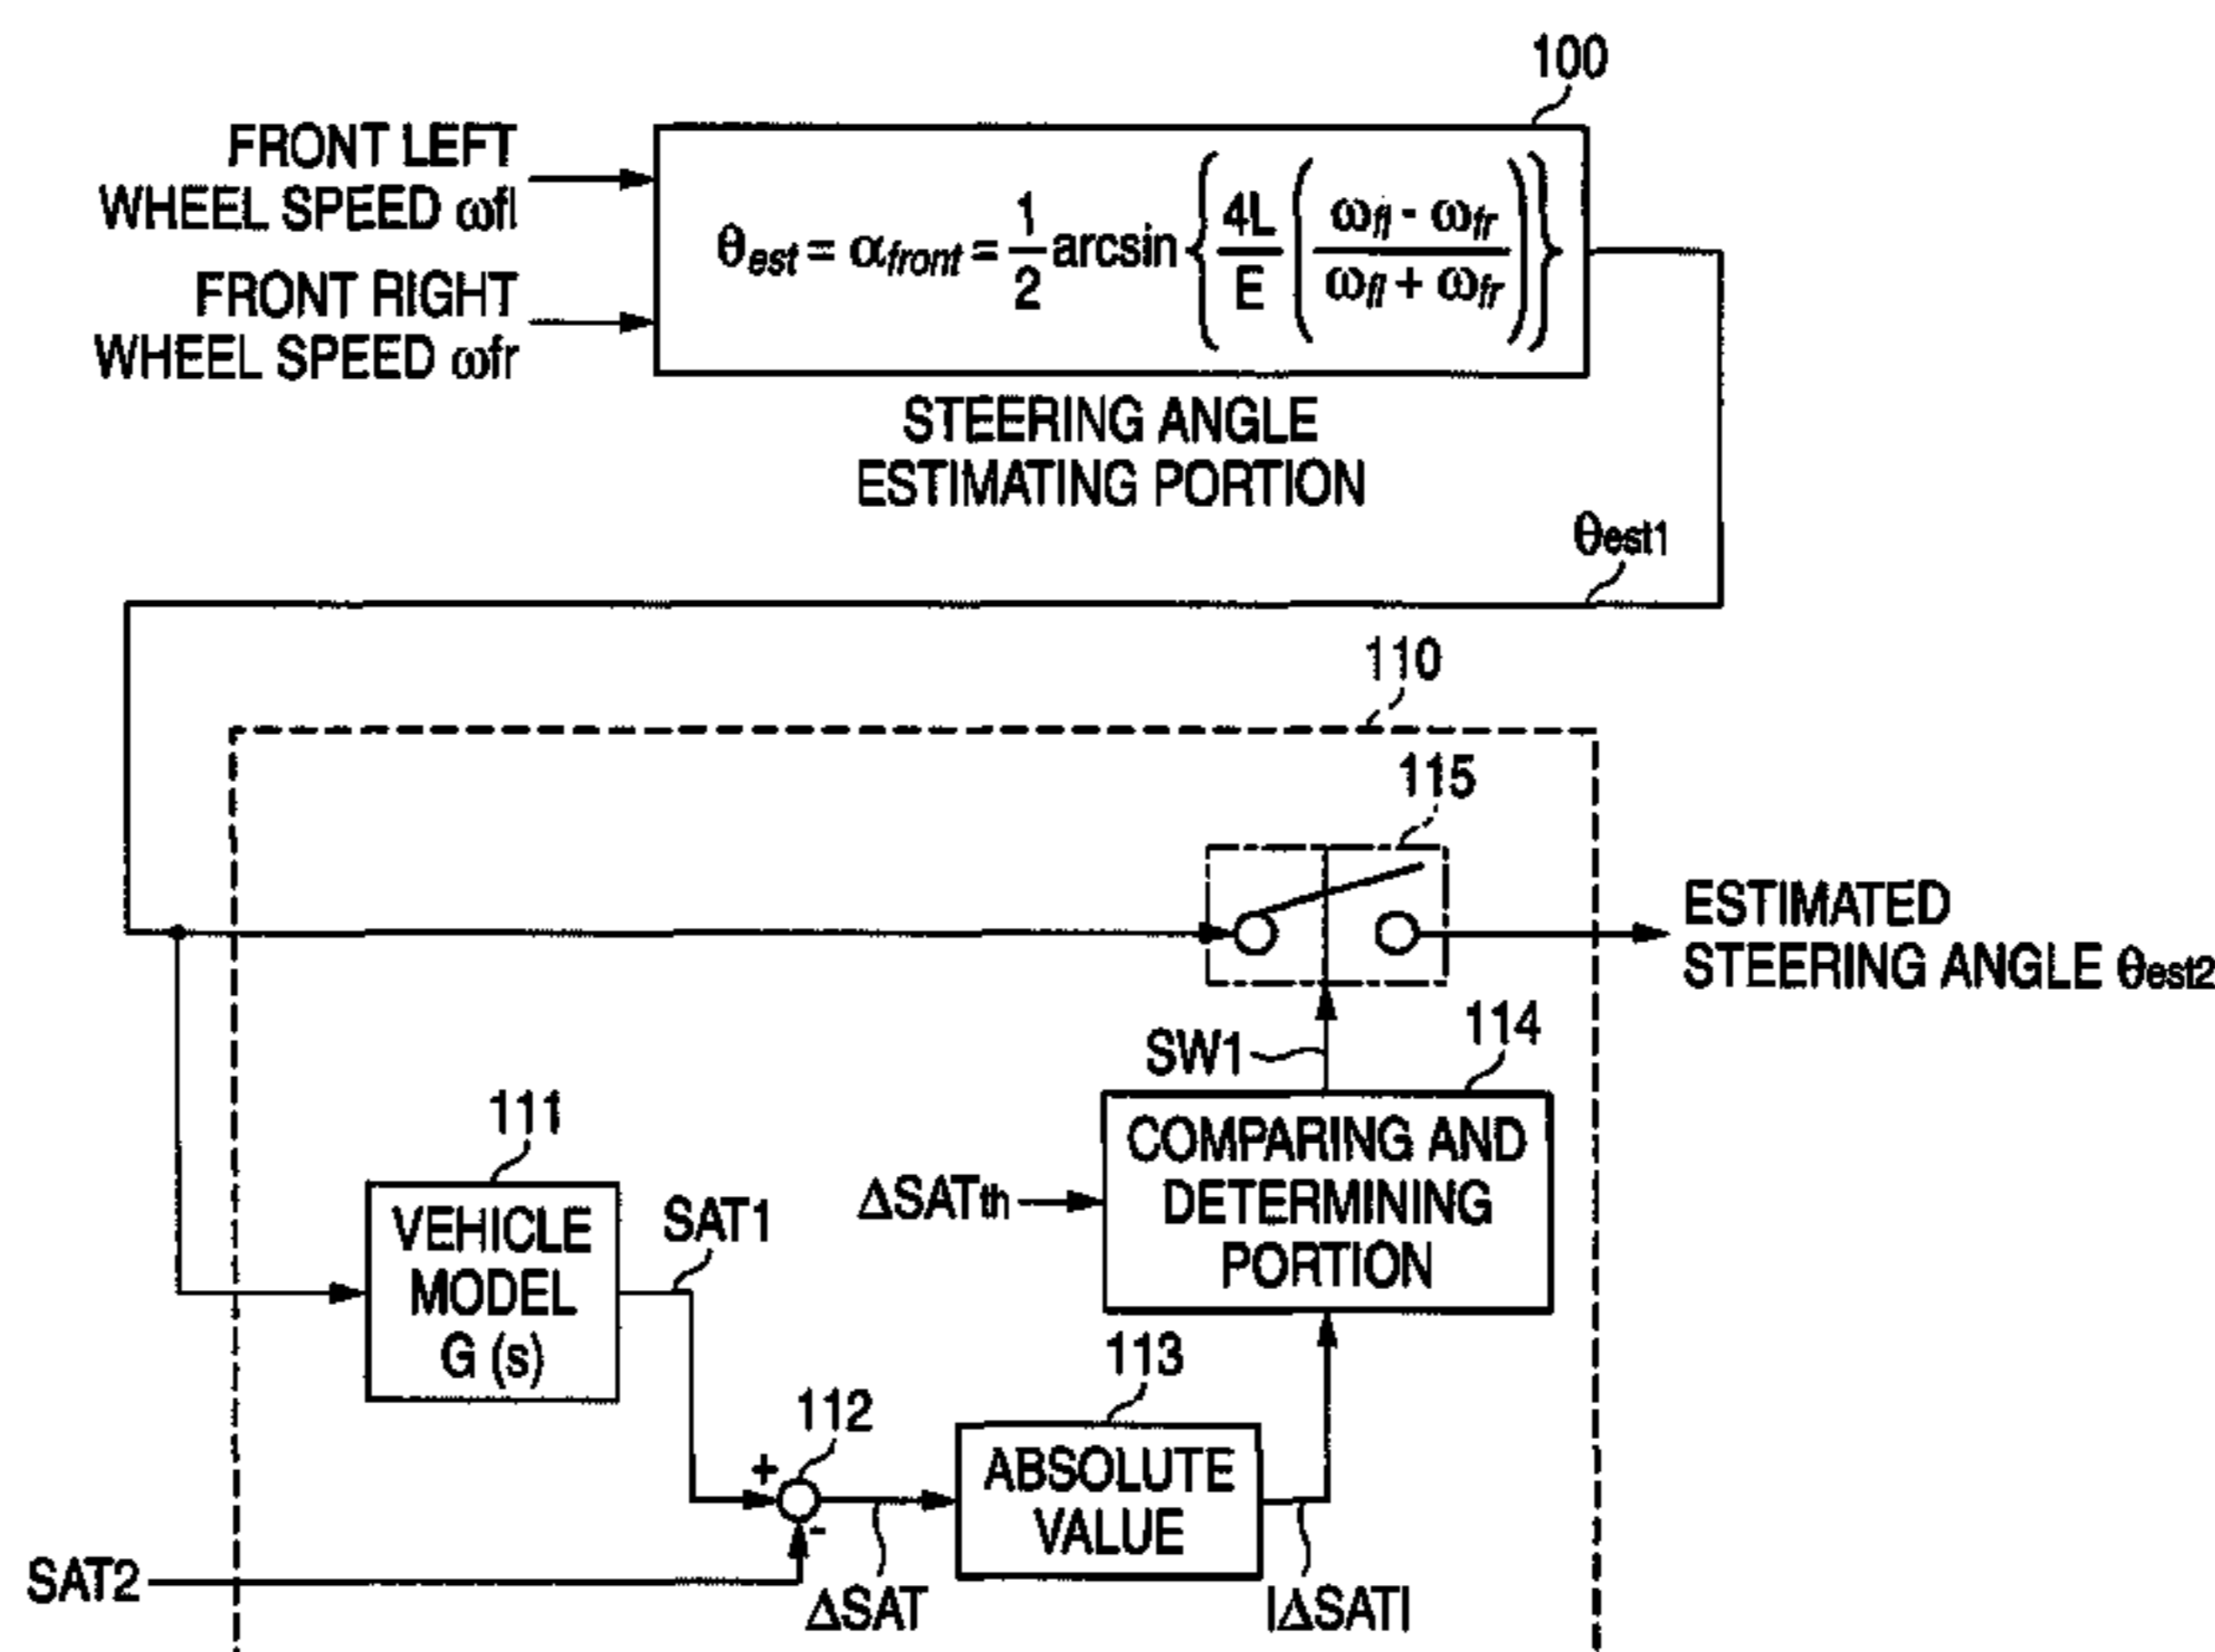 100
FRONT LEFT
WHEEL SPEED ωfl
FRONT RIGHT
WHEEL SPEED ωfr
θest = αfront = 1/2 arcsin { 4L/E ( ωfl - ωfr / ωfl + ωfr ) }
STEERING ANGLE
ESTIMATING PORTION
θest1
110
115
ESTIMATED
STEERING ANGLE θest2
SW1
114
COMPARING AND
DETERMINING
PORTION
ΔSATth
111
VEHICLE
MODEL
G (s)
SAT1
112
+
-
113
ABSOLUTE
VALUE
SAT2
ΔSAT
|ΔSAT|